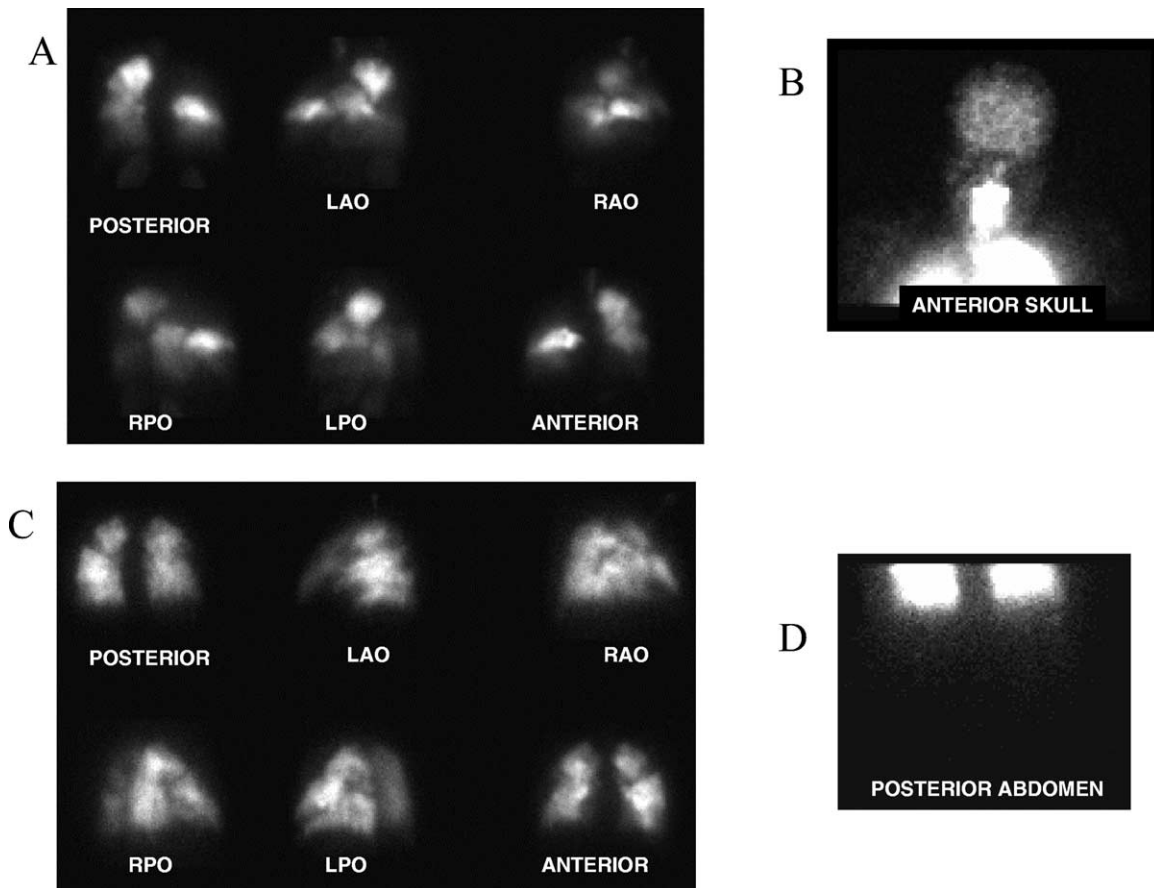 A
POSTERIOR
LAO
RAO
RPO
LPO
ANTERIOR
B
ANTERIOR SKULL
C
POSTERIOR
LAO
RAO
RPO
LPO
ANTERIOR
D
POSTERIOR ABDOMEN